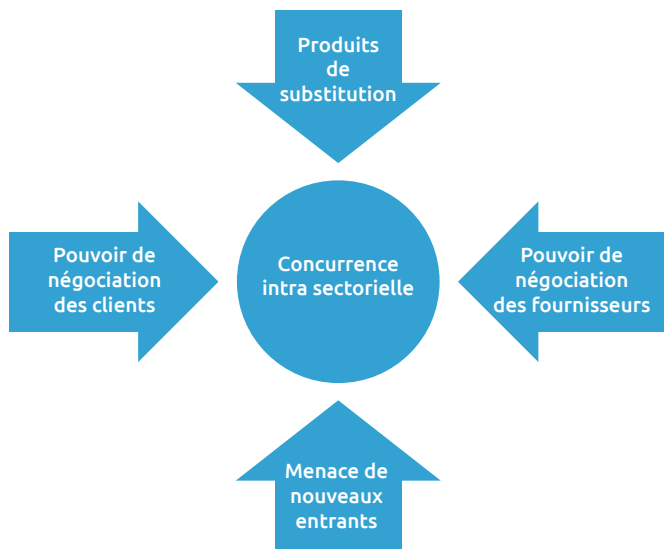 Produits
de
substitution
Pouvoir de
négociation
des clients
Concurrence
intra sectorielle
Pouvoir de
négociation
des fournisseurs
Menace de
nouveaux
entrants